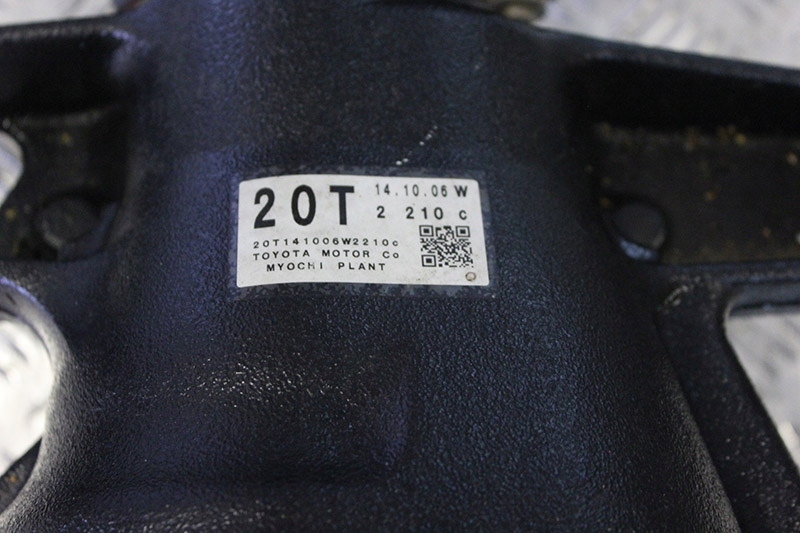 20T 14.10.06 W
2 210 c
20T141006W2210c
TOYOTA MOTOR Co
MYOCHI PLANT